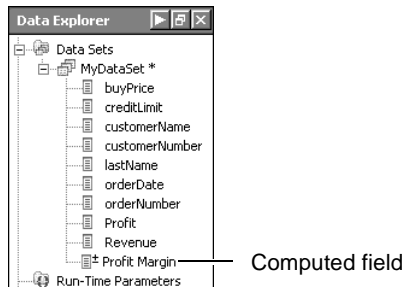 Data Explorer
Data Sets
MyDataSet *
buyPrice
creditLimit
customerName
customerNumber
lastName
orderDate
orderNumber
Profit
Revenue
Profit Margin Computed field
Run-Time Parameters